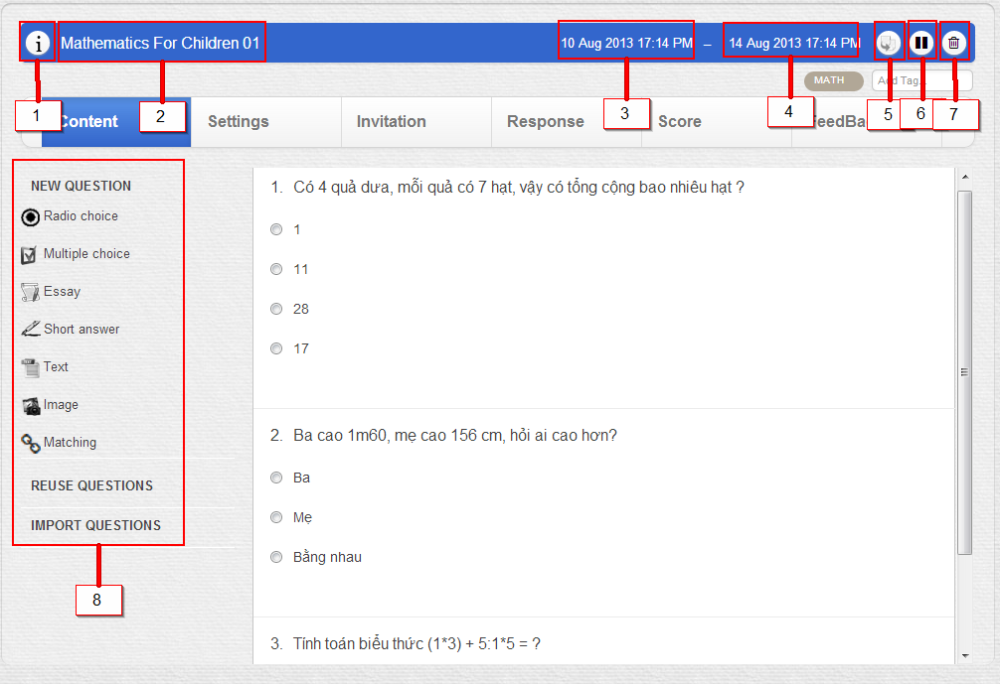 Mathematics For Children 01
10 Aug 2013 17:14 PM – 14 Aug 2013 17:14 PM
MATH
Add Tag
1
2
3
4
5
6
7
Content
Settings
Invitation
Response
Score
FeedBa
NEW QUESTION
Radio choice
Multiple choice
Essay
Short answer
Text
Image
Matching
REUSE QUESTIONS
IMPORT QUESTIONS
8
1. Có 4 quả dưa, mỗi quả có 7 hạt, vậy có tổng cộng bao nhiêu hạt ?
1
11
28
17
2. Ba cao 1m60, mẹ cao 156 cm, hỏi ai cao hơn?
Ba
Mẹ
Bằng nhau
3. Tính toán biểu thức (1*3) + 5:1*5 = ?